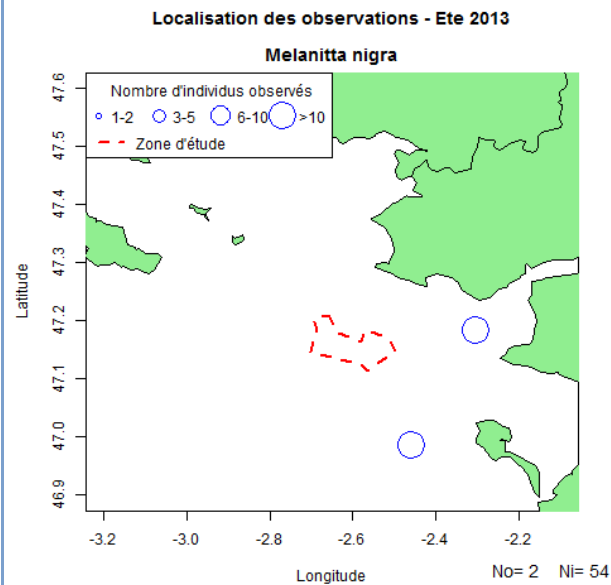 Localisation des observations - Ete 2013
Melanitta nigra
Nombre d'individus observés
1-2 3-5 6-10 >10
Zone d'étude
Latitude
47.6
47.5
47.4
47.3
47.2
47.1
47.0
46.9
-3.2 -3.0 -2.8 -2.6 -2.4 -2.2
Longitude
No= 2 Ni= 54